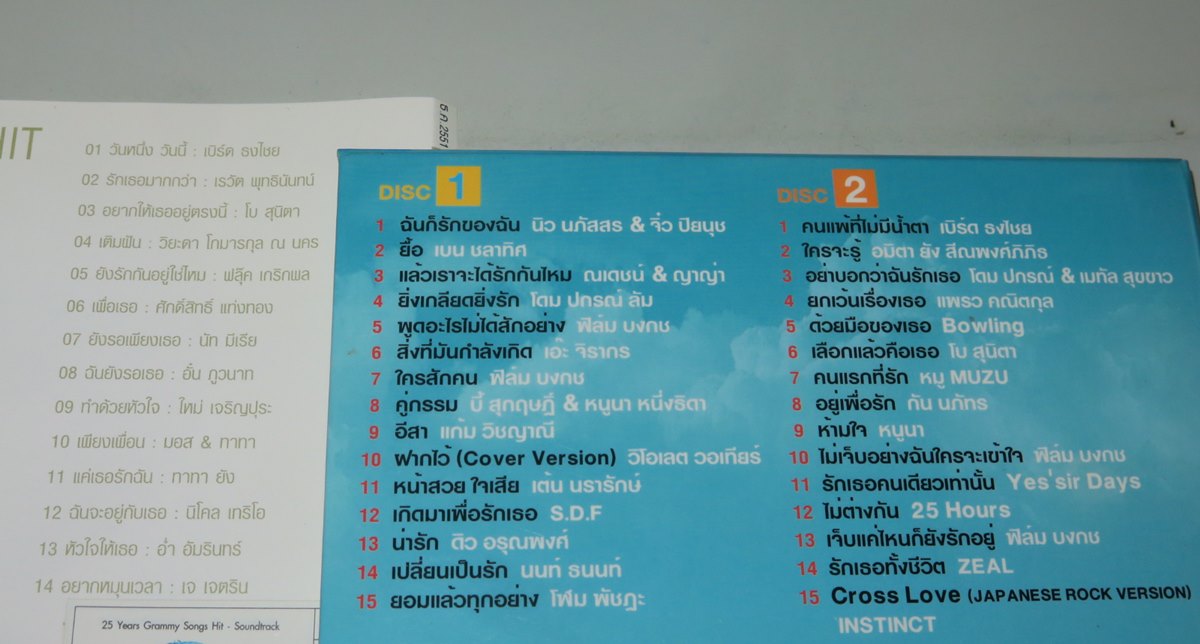 HIT
01 วันหนึ่ง วันนี้ : เบิร์ด ธงไชย
02 รักเธอมากกว่า : เรวัต พุทธินันทน์
03 อยากให้เธออยู่ตรงนี้ : โบ สุนิตา
04 เติมฝัน : วิยะดา โกมารกุล ณ นคร
05 ยังรักกันอยู่ใช่ไหม : ฟลุ๊ค เกริกพล
06 เพื่อเธอ : ศักดิ์สิทธิ์ แท่งทอง
07 ยังรอเพียงเธอ : นัท มีเรีย
08 ฉันยังรอเธอ : อั๋น ภูวนาท
09 ทำด้วยหัวใจ : ใหม่ เจริญปุระ
10 เพียงเพื่อน : มอส & ทาทา
11 แค่เธอรักฉัน : ทาทา ยัง
12 ฉันจะอยู่กับเธอ : นิโคล เทริโอ
13 หัวใจให้เธอ : อ่ำ อัมรินทร์
14 อยากหมุนเวลา : เจ เจตริน
25 Years Grammy Songs Hit - Soundtrack
5 ก.ค.2551
DISC 1
1 ฉันก็รักของฉัน นิว นภัสสร & จิ๋ว ปิยนุช
2 ยื้อ เบน ชลาทิศ
3 แล้วเราจะได้รักกันไหม ณเดชน์ & ญาญ่า
4 ยิ่งเกลียดยิ่งรัก โดม ปกรณ์ ลัม
5 พูดอะไรไม่ได้สักอย่าง ฟิล์ม บงกช
6 สิ่งที่มันกำลังเกิด เอ๊ะ จิรากร
7 ใครสักคน ฟิล์ม บงกช
8 คู่กรรม บี้ สุกฤษฎิ์ & หนูนา หนึ่งธิดา
9 อีสา แก้ม วิชญาณี
10 ฝากไว้ (Cover Version) วิโอเลต วอเทียร์
11 หน้าสวย ใจเสีย เต้น นรารักษ์
12 เกิดมาเพื่อรักเธอ S.D.F
13 น่ารัก ดิว อรุณพงศ์
14 เปลี่ยนเป็นรัก นนท์ ธนนท์
15 ยอมแล้วทุกอย่าง โฟม พัชฎะ
DISC 2
1 คนแพ้ที่ไม่มีน้ำตา เบิร์ด ธงไชย
2 ใครจะรู้ อมิตา ยัง ลีณพงศ์ภิภิธ
3 อย่าบอกว่าฉันรักเธอ โดม ปกรณ์ & เมทัล สุขขาว
4 ยกเว้นเรื่องเธอ แพรว คณิตกุล
5 ด้วยมือของเธอ Bowling
6 เลือกแล้วคือเธอ โบ สุนิตา
7 คนแรกที่รัก หมู MUZU
8 อยู่เพื่อรัก กัน นภัทร
9 ห้ามใจ หนูนา
10 ไม่เจ็บอย่างฉันใครจะเข้าใจ ฟิล์ม บงกช
11 รักเธอคนเดียวเท่านั้น Yes'sir Days
12 ไม่ต่างกัน 25 Hours
13 เจ็บแค่ไหนก็ยังรักอยู่ ฟิล์ม บงกช
14 รักเธอทั้งชีวิต ZEAL
15 Cross Love (JAPANESE ROCK VERSION)
INSTINCT